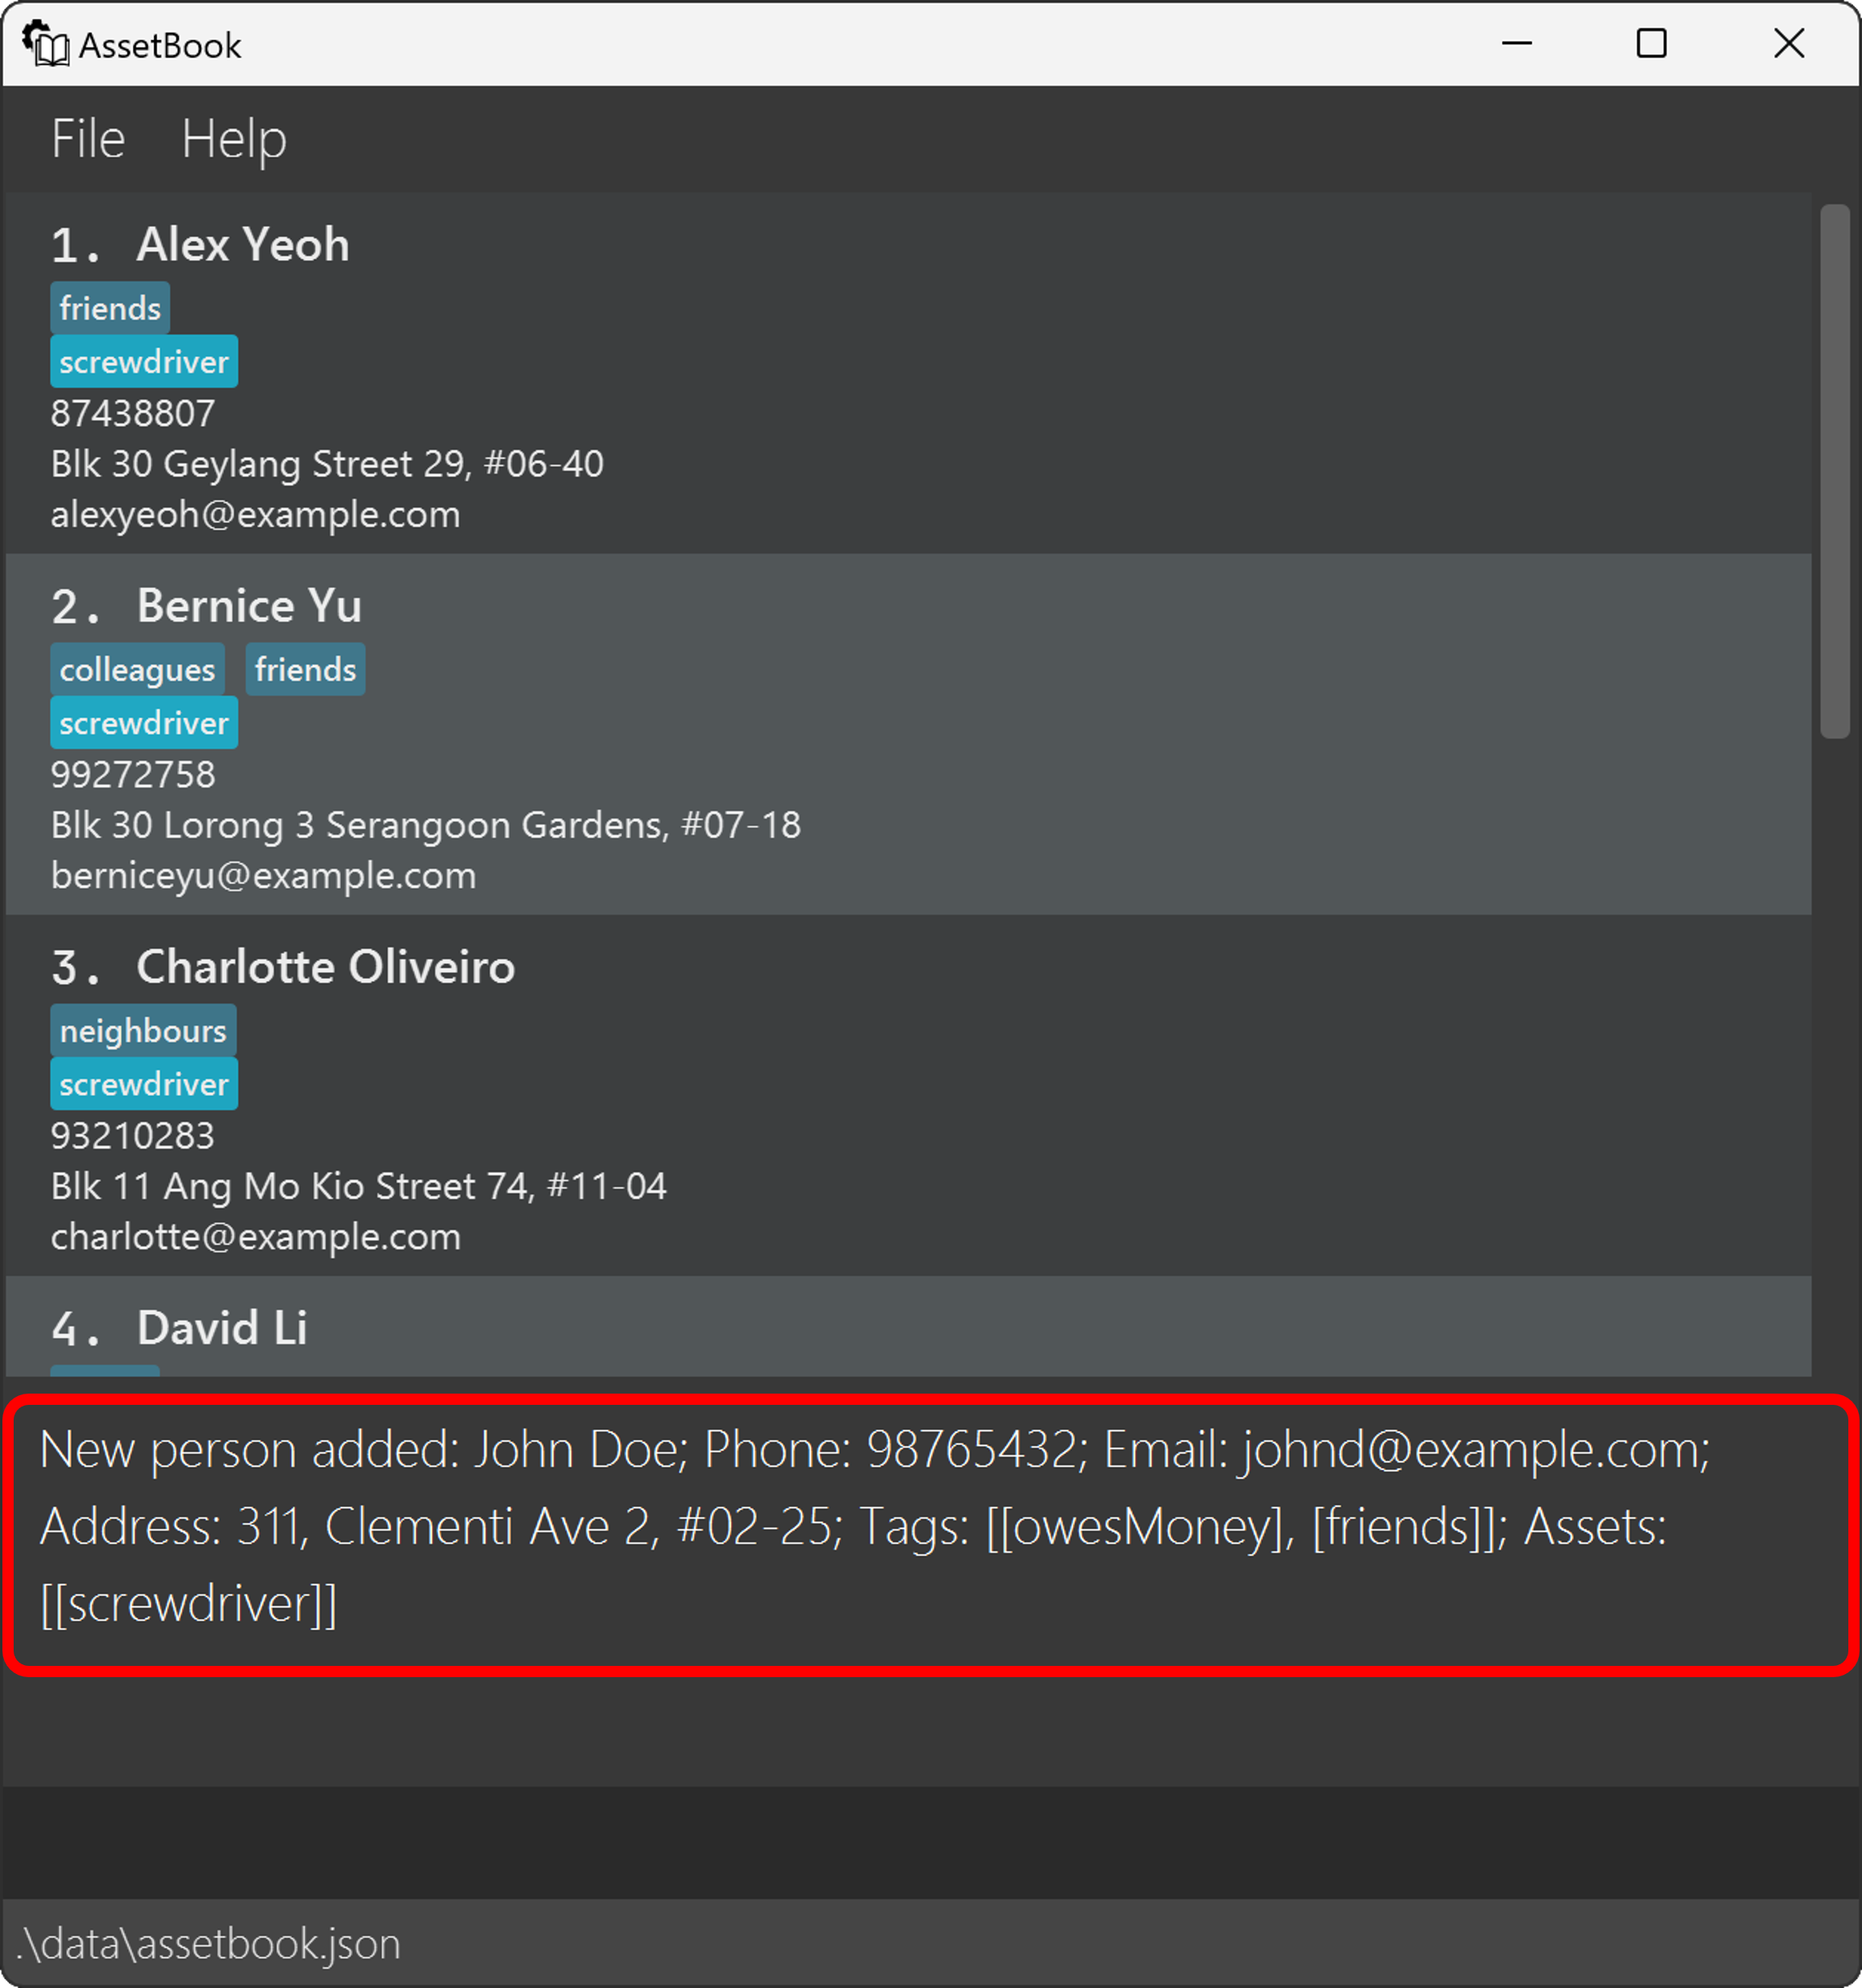 AssetBook
File Help
1. Alex Yeoh
friends
screwdriver
87438807
Blk 30 Geylang Street 29, #06-40
alexyeoh@example.com
2. Bernice Yu
colleagues friends
screwdriver
99272758
Blk 30 Lorong 3 Serangoon Gardens, #07-18
berniceyu@example.com
3. Charlotte Oliveiro
neighbours
screwdriver
93210283
Blk 11 Ang Mo Kio Street 74, #11-04
charlotte@example.com
4. David Li
New person added: John Doe; Phone: 98765432; Email: johnd@example.com;
Address: 311, Clementi Ave 2, #02-25; Tags: [[owesMoney], [friends]]; Assets:
[[screwdriver]]
.\data\assetbook.json